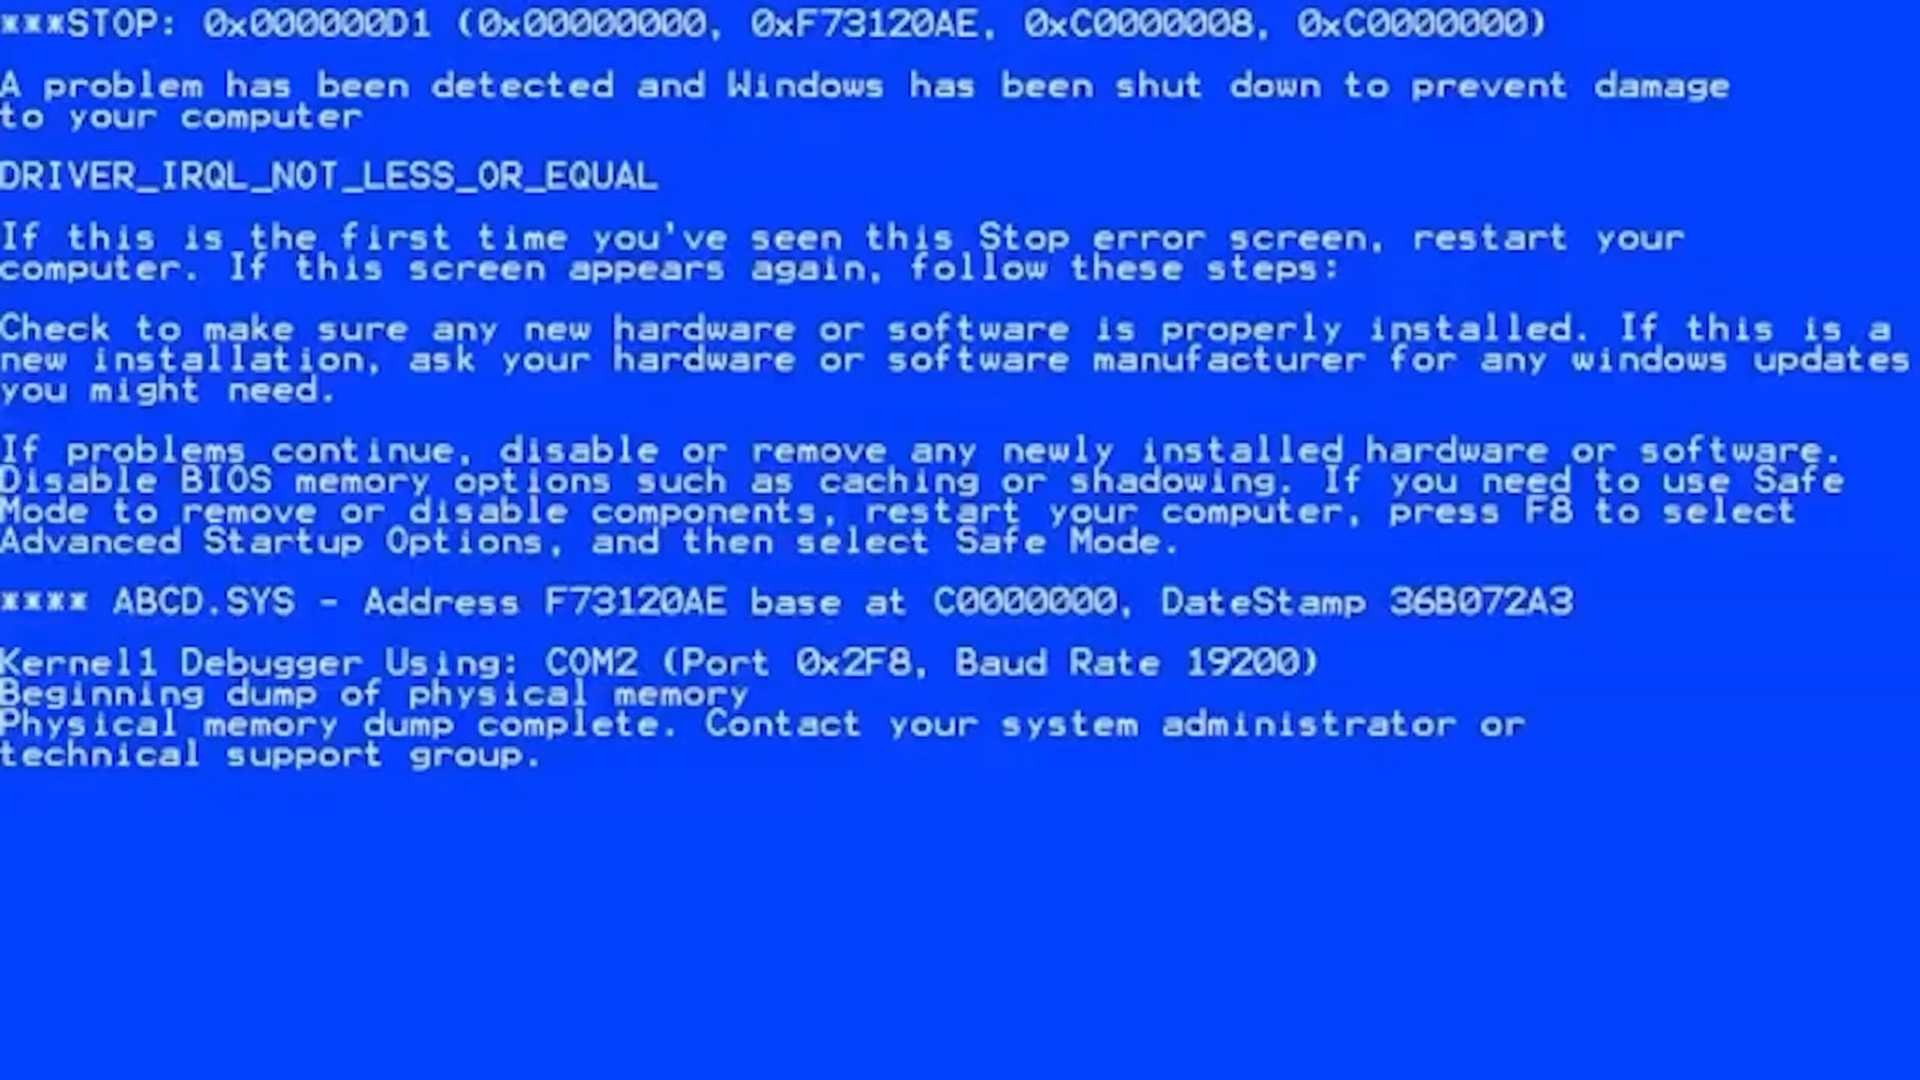 ***STOP: 0x000000D1 (0x00000000, 0xF73120AE, 0xC0000008, 0xC0000000)
A problem has been detected and Windows has been shut down to prevent damage
to your computer
DRIVER_IRQL_NOT_LESS_OR_EQUAL
If this is the first time you've seen this Stop error screen, restart your
computer. If this screen appears again, follow these steps:
Check to make sure any new hardware or software is properly installed. If this is a
new installation, ask your hardware or software manufacturer for any windows updates
you might need.
If problems continue, disable or remove any newly installed hardware or software.
Disable BIOS memory options such as caching or shadowing. If you need to use Safe
Mode to remove or disable components, restart your computer, press F8 to select
Advanced Startup Options, and then select Safe Mode.
**** ABCD.SYS - Address F73120AE base at C0000000, DateStamp 36B072A3
Kernel1 Debugger Using: COM2 (Port 0x2F8, Baud Rate 19200)
Beginning dump of physical memory
Physical memory dump complete. Contact your system administrator or
technical support group.